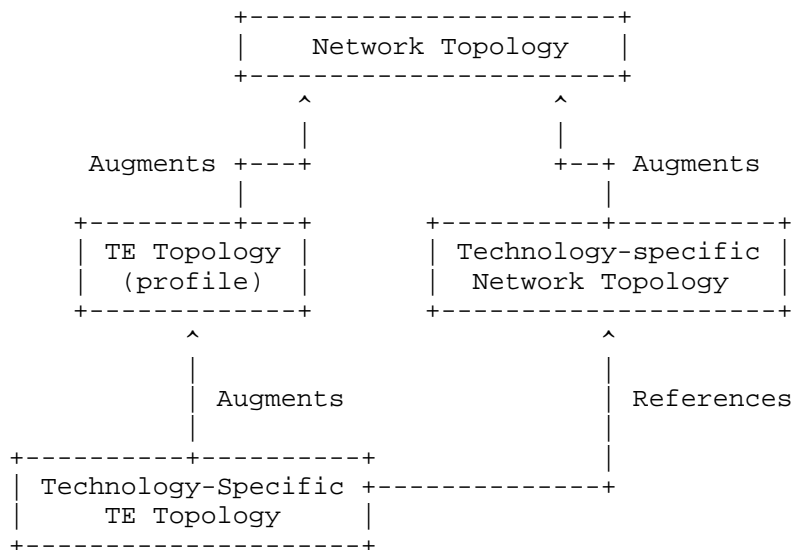 Network Topology
Augments Augments
TE Topology Technology-specific
(profile) Network Topology
Augments References
Technology-Specific
TE Topology